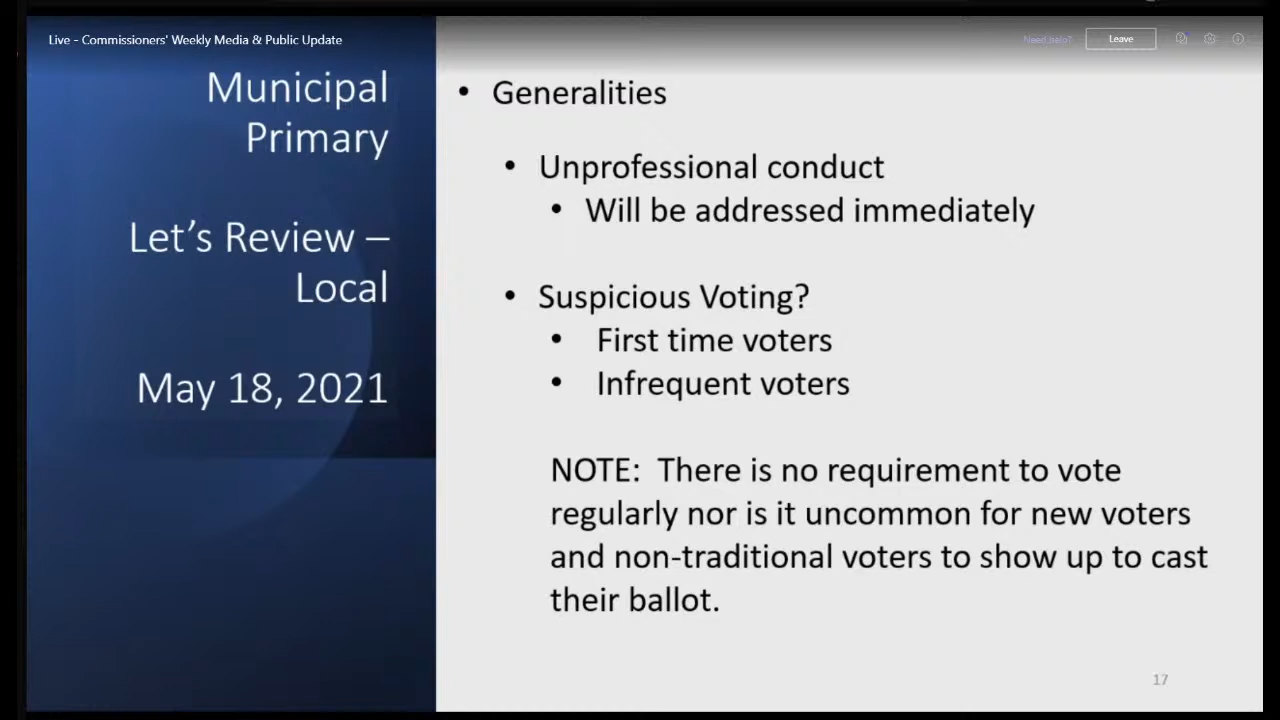 Live - Commissioners' Weekly Media & Public Update
Need help?
Leave
Municipal
Primary
Let's Review –
Local
May 18, 2021
• Generalities
• Unprofessional conduct
• Will be addressed immediately
• Suspicious Voting?
• First time voters
• Infrequent voters
NOTE:  There is no requirement to vote
regularly nor is it uncommon for new voters
and non-traditional voters to show up to cast
their ballot.
17